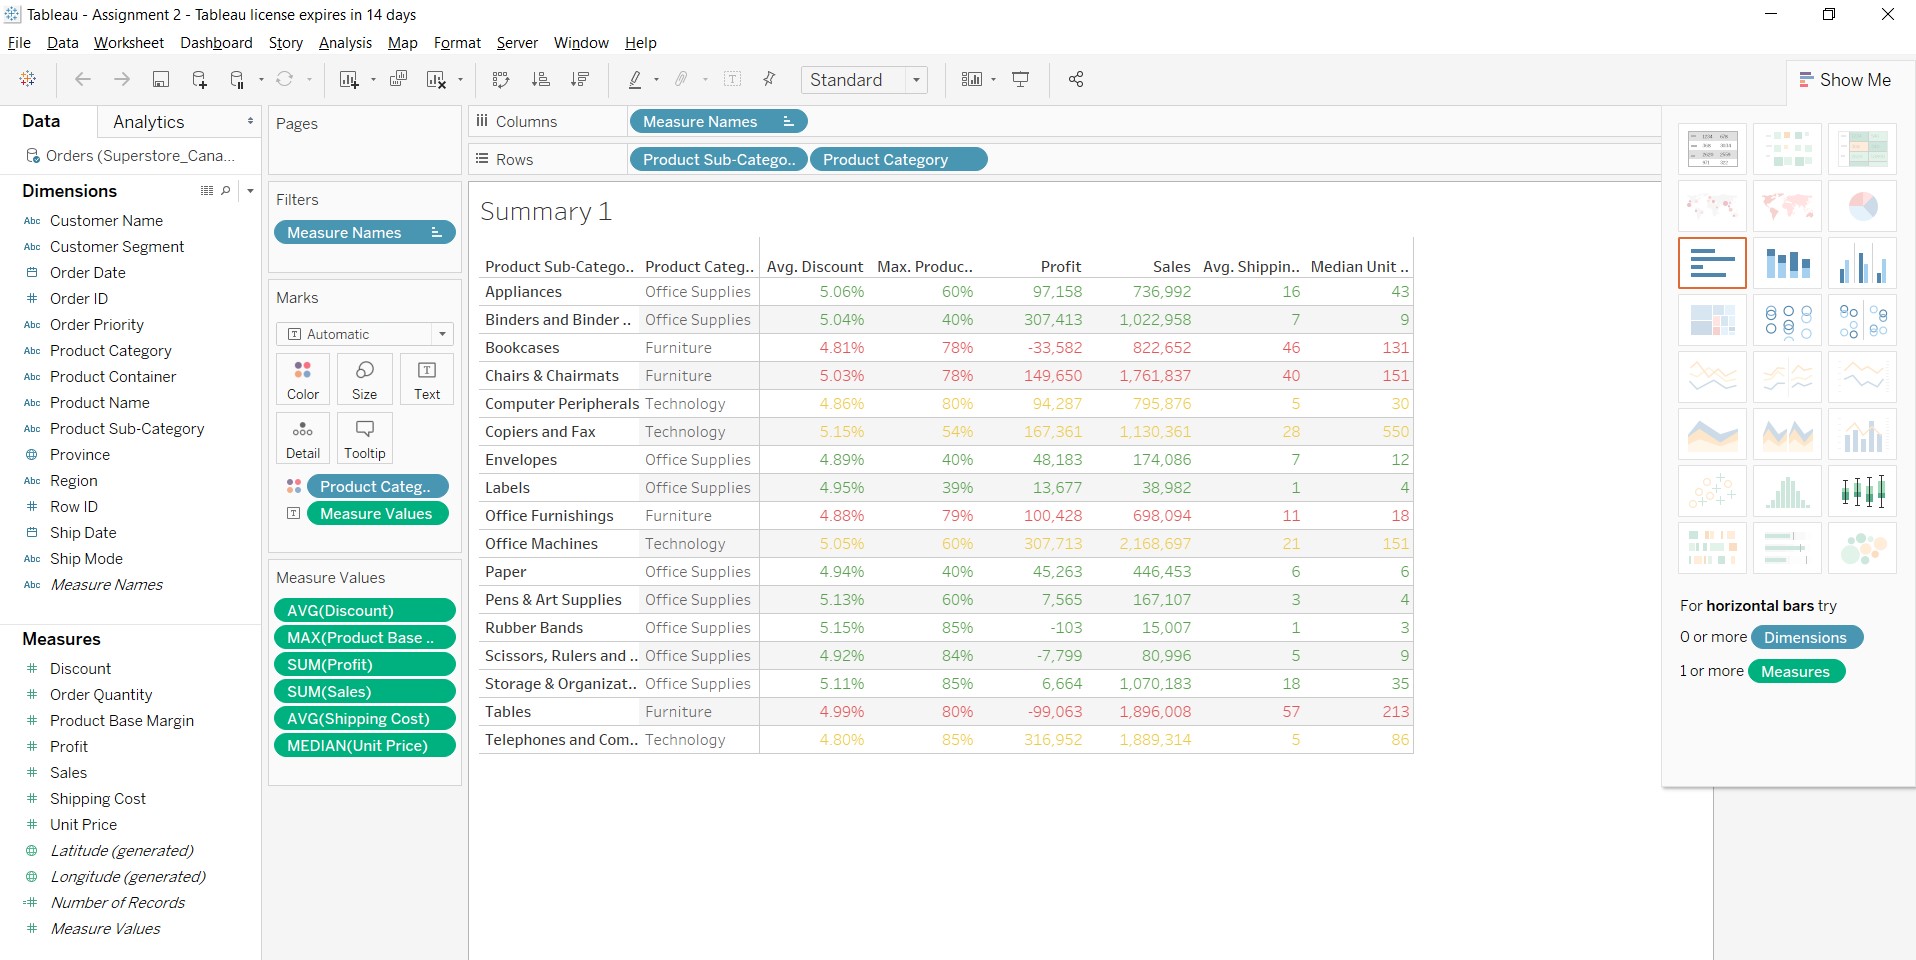 Tableau - Assignment 2 - Tableau license expires in 14 days
File Data Worksheet Dashboard Story Analysis Map Format Server Window Help
Standard
Show Me
Data Analytics
Orders (Superstore_Cana...
Dimensions
Abc Customer Name
Abc Customer Segment
Order Date
# Order ID
Abc Order Priority
Abc Product Category
Abc Product Container
Abc Product Name
Abc Product Sub-Category
Province
Abc Region
# Row ID
Ship Date
Abc Ship Mode
Abc Measure Names
Measures
# Discount
# Order Quantity
# Product Base Margin
# Profit
# Sales
# Shipping Cost
# Unit Price
Latitude (generated)
Longitude (generated)
=# Number of Records
# Measure Values
Pages
Filters
Measure Names
Marks
T Automatic
Color Size T Text
Detail Tooltip
Product Categ..
T Measure Values
Measure Values
AVG(Discount)
MAX(Product Base ..
SUM(Profit)
SUM(Sales)
AVG(Shipping Cost)
MEDIAN(Unit Price)
Columns Measure Names
Rows Product Sub-Catego.. Product Category
Summary 1
Product Sub-Catego.. Product Categ.. Avg. Discount Max. Produc.. Profit Sales Avg. Shippin.. Median Unit ..
Appliances Office Supplies 5.06% 60% 97,158 736,992 16 43
Binders and Binder .. Office Supplies 5.04% 40% 307,413 1,022,958 7 9
Bookcases Furniture 4.81% 78% -33,582 822,652 46 131
Chairs & Chairmats Furniture 5.03% 78% 149,650 1,761,837 40 151
Computer Peripherals Technology 4.86% 80% 94,287 795,876 5 30
Copiers and Fax Technology 5.15% 54% 167,361 1,130,361 28 550
Envelopes Office Supplies 4.89% 40% 48,183 174,086 7 12
Labels Office Supplies 4.95% 39% 13,677 38,982 1 4
Office Furnishings Furniture 4.88% 79% 100,428 698,094 11 18
Office Machines Technology 5.05% 60% 307,713 2,168,697 21 151
Paper Office Supplies 4.94% 40% 45,263 446,453 6 6
Pens & Art Supplies Office Supplies 5.13% 60% 7,565 167,107 3 4
Rubber Bands Office Supplies 5.15% 85% -103 15,007 1 3
Scissors, Rulers and .. Office Supplies 4.92% 84% -7,799 80,996 5 9
Storage & Organizat.. Office Supplies 5.11% 85% 6,664 1,070,183 18 35
Tables Furniture 4.99% 80% -99,063 1,896,008 57 213
Telephones and Com.. Technology 4.80% 85% 316,952 1,889,314 5 86
For horizontal bars try
0 or more Dimensions
1 or more Measures